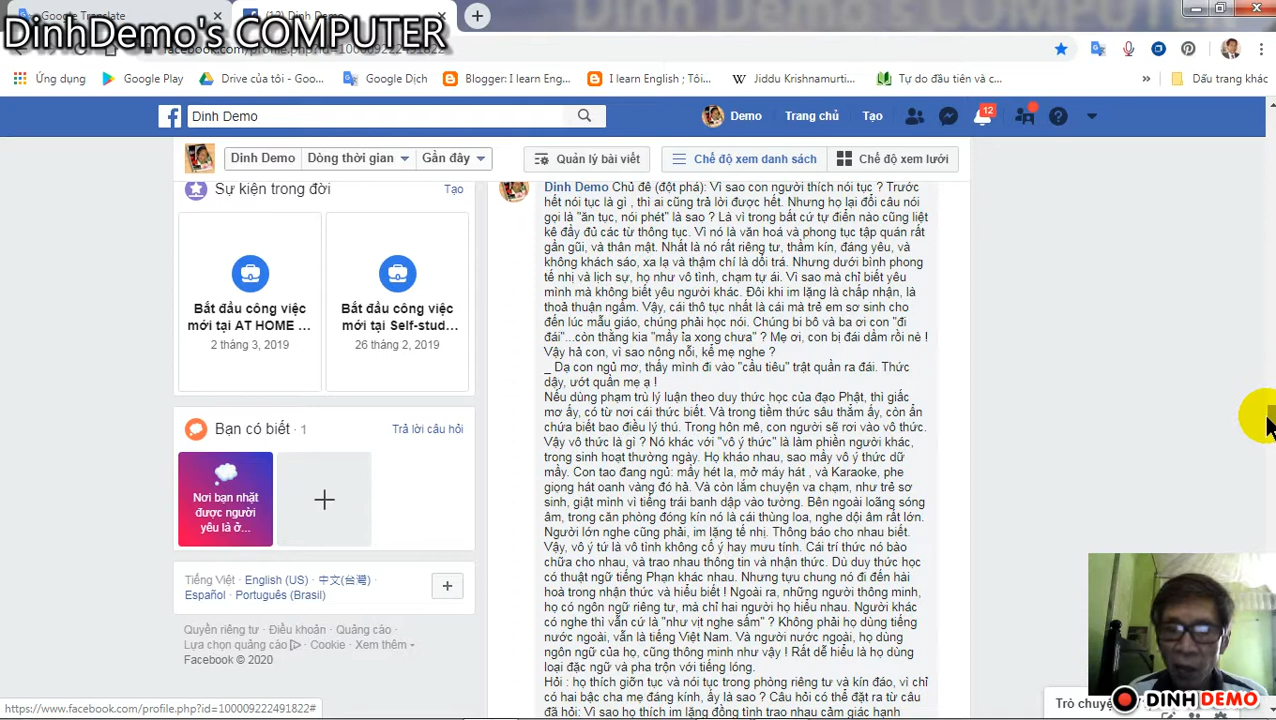 Google Translate
(12) Dinh Demo
DinhDemo's COMPUTER
facebook.com/profile.php?id=100009222491822
Ứng dụng
Google Play
Drive của tôi - Goo...
Google Dịch
Blogger: I learn Eng...
I learn English ; Tôi...
Jiddu Krishnamurti...
Tự do đầu tiên và c...
»
Dấu trang khác
Dinh Demo
Demo
Trang chủ
Tạo
12
Dinh Demo
Dòng thời gian
Gần đây
Quản lý bài viết
Chế độ xem danh sách
Chế độ xem lưới
Sự kiện trong đời
Tạo
Bắt đầu công việc
mới tại AT HOME ...
2 tháng 3, 2019
Bắt đầu công việc
mới tại Self-stud...
26 tháng 2, 2019
Bạn có biết · 1
Trả lời câu hỏi
Nơi bạn nhặt
được người
yêu là ở...
Tiếng Việt · English (US) · 中文(台灣) ·
Español · Português (Brasil)
Quyền riêng tư · Điều khoản · Quảng cáo ·
Lựa chọn quảng cáo · Cookie · Xem thêm
Facebook © 2020
Dinh Demo Chủ đề (đột phá): Vì sao con người thích nói tục ? Trước
hết nói tục là gì , thì ai cũng trả lời được hết. Nhưng họ lại đổi câu nói
gọi là "ăn tục, nói phét" là sao ? Là vì trong bất cứ tự điển nào cũng liệt
kê đầy đủ các từ thông tục. Vì nó là văn hoá và phong tục tập quán rất
gần gũi, và thân mật. Nhất là nó rất riêng tư, thầm kín, đáng yêu, và
không khách sáo, xa lạ và thậm chí là dối trá. Nhưng dưới bình phong
tế nhị và lịch sự, họ như vô tình, chạm tự ái. Vì sao mà chỉ biết yêu
mình mà không biết yêu người khác. Đôi khi im lặng là chấp nhận, là
thoả thuận ngầm. Vậy, cái thô tục nhất là cái mà trẻ em sơ sinh cho
đến lúc mẫu giáo, chúng phải học nói. Chúng bi bô và ba ơi con "đi
đái"...còn thằng kia "mầy ỉa xong chưa" ? Mẹ ơi, con bị đái dầm rồi nè !
Vậy hả con, vì sao nông nỗi, kể mẹ nghe ?
_ Dạ con ngủ mơ, thấy mình đi vào "cầu tiêu" trật quần ra đái. Thức
dậy, ướt quần mẹ ạ !
Nếu dùng phạm trù lý luận theo duy thức học của đạo Phật, thì giấc
mơ ấy, có từ nơi cái thức biết. Và trong tiềm thức sâu thẳm ấy, còn ẩn
chứa biết bao điều lý thú. Trong hôn mê, con người sẽ rơi vào vô thức.
Vậy vô thức là gì ? Nó khác với "vô ý thức" là làm phiền người khác,
trong sinh hoạt thường ngày. Họ kháo nhau, sao mầy vô ý thức dữ
mầy. Con tao đang ngủ: mầy hét la, mở máy hát , và Karaoke, phe
giọng hát oanh vàng đó hả. Và còn lắm chuyện va chạm, như trẻ sơ
sinh, giật mình vì tiếng trái banh dập vào tường. Bên ngoài loãng sóng
âm, trong căn phòng đóng kín nó là cái thùng loa, nghe dội âm rất lớn.
Người lớn nghe cũng phải, im lặng tế nhị. Thông báo cho nhau biết.
Vậy, vô ý tứ là vô tình không cố ý hay mưu tính. Cái trí thức nó bào
chữa cho nhau, và trao nhau thông tin và nhận thức. Dù duy thức học
có thuật ngữ tiếng Phạn khác nhau. Nhưng tựu chung nó đi đến hài
hoà trong nhận thức và hiểu biết ! Ngoài ra, những người thông minh,
họ có ngôn ngữ riêng tư, mà chỉ hai người họ hiểu nhau. Người khác
có nghe thì vẫn cứ là "như vịt nghe sấm" ? Không phải họ dùng tiếng
nước ngoài, vẫn là tiếng Việt Nam. Và người nước ngoài, họ dùng
ngôn ngữ của họ, cũng thông minh như vậy ! Rất dễ hiểu là họ dùng
loại đặc ngữ và pha trộn với tiếng lóng.
Hỏi : họ thích giỡn tục và nói tục trong phòng riêng tư và kín đáo, vì chỉ
có hai bậc cha mẹ đáng kính, ấy là sao ? Câu hỏi có thể đặt ra từ câu
đã hỏi: Vì sao họ thích im lặng đồng tình trao nhau cảm giác hạnh
https://www.facebook.com/profile.php?id=100009222491822#
Trò chuyệ
DINH DEMO